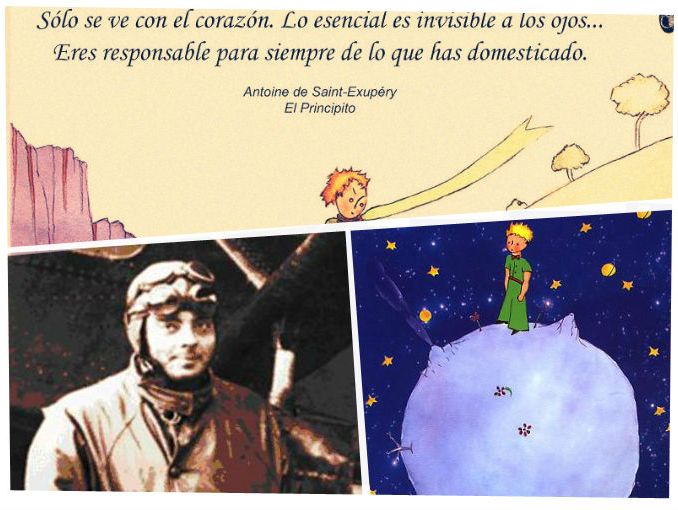 Sólo se ve con el corazón. Lo esencial es invisible a los ojos...
Eres responsable para siempre de lo que has domesticado.
Antoine de Saint-Exupéry
El Principito